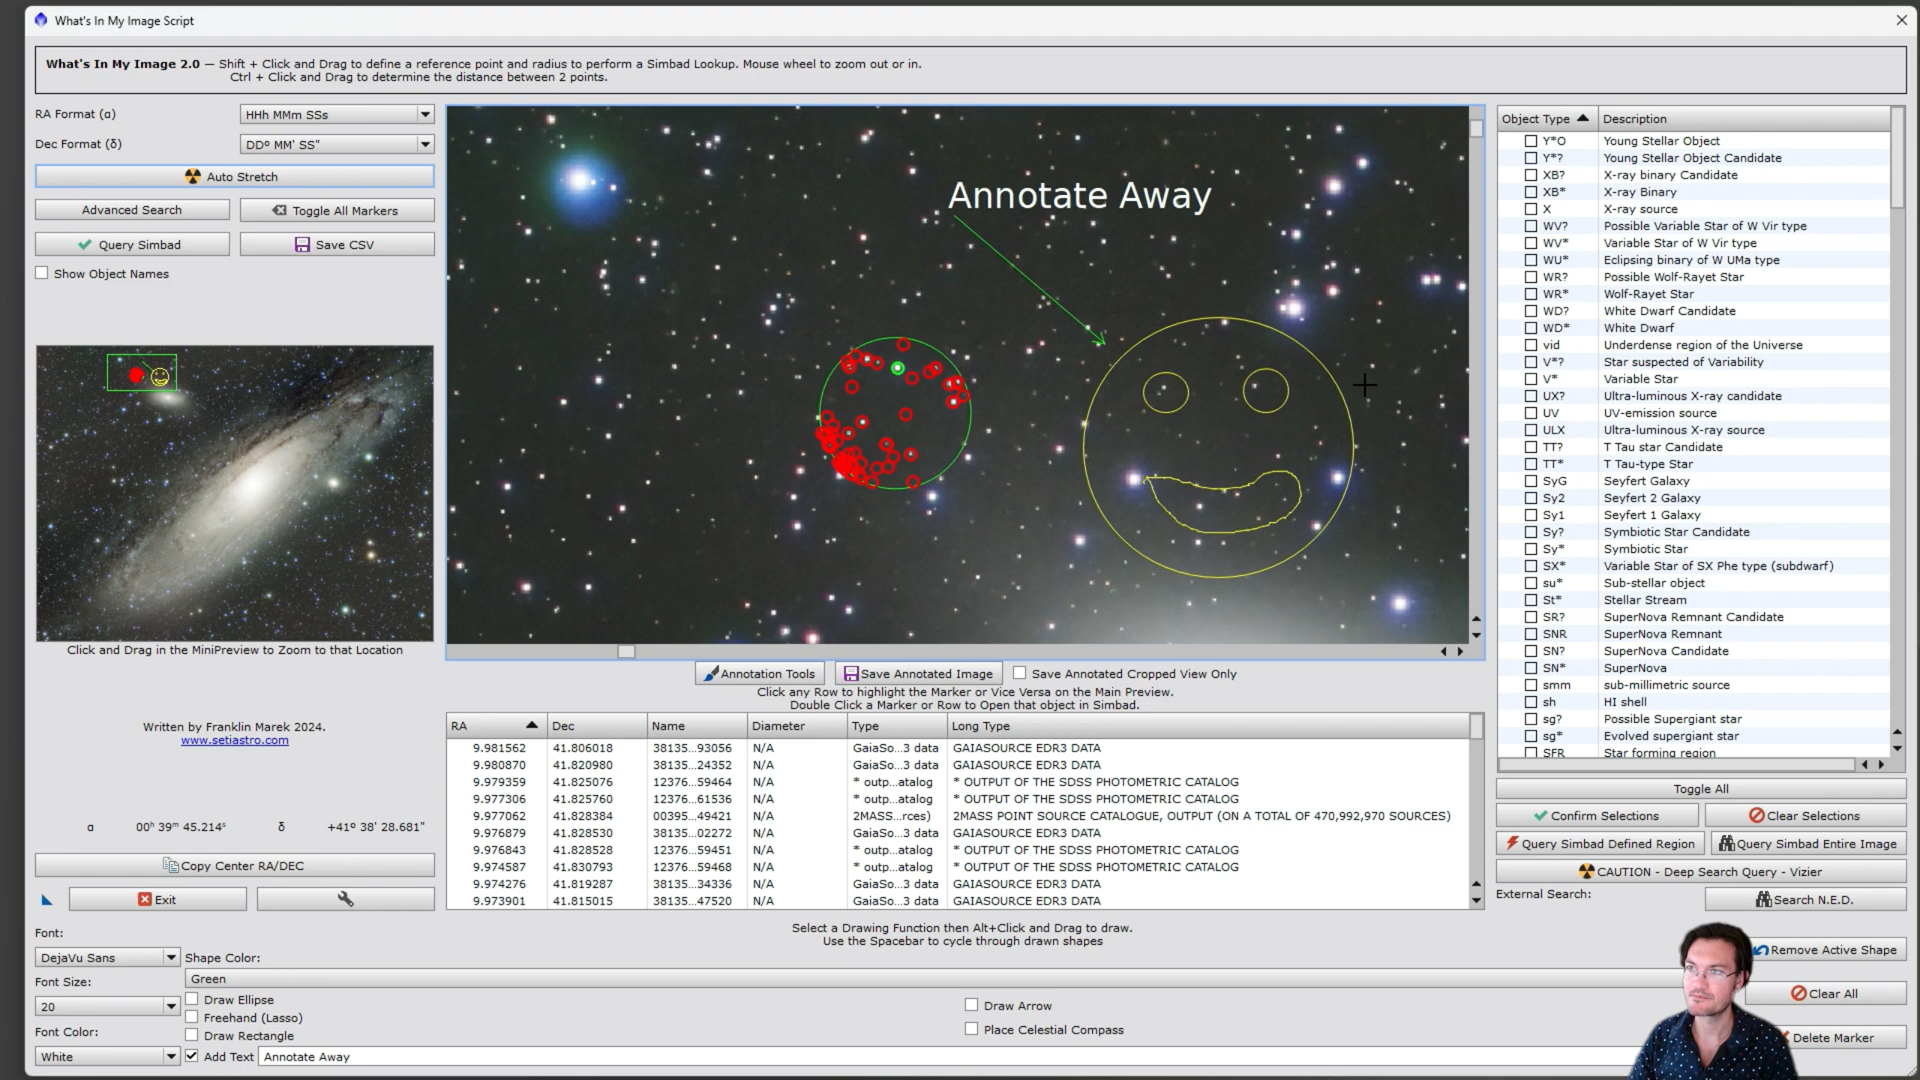 What's In My Image Script
What's In My Image 2.0 — Shift + Click and Drag to define a reference point and radius to perform a Simbad Lookup. Mouse wheel to zoom out or in.
Ctrl + Click and Drag to determine the distance between 2 points.
RA Format (α)
HHh MMm SSs
Dec Format (δ)
DDº MM' SS"
Auto Stretch
Advanced Search
Toggle All Markers
Query Simbad
Save CSV
Show Object Names
Click and Drag in the MiniPreview to Zoom to that Location
Written by Franklin Marek 2024.
www.setiastro.com
α 00ʰ 39ᵐ 45.214ˢ δ +41º 38' 28.681"
Copy Center RA/DEC
Exit
Annotate Away
Annotation Tools
Save Annotated Image
Save Annotated Cropped View Only
Click any Row to highlight the Marker or Vice Versa on the Main Preview.
Double Click a Marker or Row to Open that object in Simbad.
RA Dec Name Diameter Type Long Type
9.981562 41.806018 38135...93056 N/A GaiaSo...3 data GAIASOURCE EDR3 DATA
9.980870 41.820980 38135...24352 N/A GaiaSo...3 data GAIASOURCE EDR3 DATA
9.979359 41.825076 12376...59464 N/A * outp...atalog * OUTPUT OF THE SDSS PHOTOMETRIC CATALOG
9.977306 41.825760 12376...61536 N/A * outp...atalog * OUTPUT OF THE SDSS PHOTOMETRIC CATALOG
9.977062 41.828384 00395...49421 N/A 2MASS...rces) 2MASS POINT SOURCE CATALOGUE, OUTPUT (ON A TOTAL OF 470,992,970 SOURCES)
9.976879 41.828530 38135...02272 N/A GaiaSo...3 data GAIASOURCE EDR3 DATA
9.976843 41.828528 12376...59451 N/A * outp...atalog * OUTPUT OF THE SDSS PHOTOMETRIC CATALOG
9.974587 41.830793 12376...59468 N/A * outp...atalog * OUTPUT OF THE SDSS PHOTOMETRIC CATALOG
9.974276 41.819287 38135...34336 N/A GaiaSo...3 data GAIASOURCE EDR3 DATA
9.973901 41.815015 38135...47520 N/A GaiaSo...3 data GAIASOURCE EDR3 DATA
Select a Drawing Function then Alt+Click and Drag to draw.
Use the Spacebar to cycle through drawn shapes
Object Type Description
Y*O Young Stellar Object
Y*? Young Stellar Object Candidate
XB? X-ray binary Candidate
XB* X-ray Binary
X X-ray source
WV? Possible Variable Star of W Vir type
WV* Variable Star of W Vir type
WU* Eclipsing binary of W UMa type
WR? Possible Wolf-Rayet Star
WR* Wolf-Rayet Star
WD? White Dwarf Candidate
WD* White Dwarf
vid Underdense region of the Universe
V*? Star suspected of Variability
V* Variable Star
UX? Ultra-luminous X-ray candidate
UV UV-emission source
ULX Ultra-luminous X-ray source
TT? T Tau star Candidate
TT* T Tau-type Star
SyG Seyfert Galaxy
Sy2 Seyfert 2 Galaxy
Sy1 Seyfert 1 Galaxy
Sy? Symbiotic Star Candidate
Sy* Symbiotic Star
SX* Variable Star of SX Phe type (subdwarf)
su* Sub-stellar object
St* Stellar Stream
SR? SuperNova Remnant Candidate
SNR SuperNova Remnant
SN? SuperNova Candidate
SN* SuperNova
smm sub-millimetric source
sh HI shell
sg? Possible Supergiant star
sg* Evolved supergiant star
SFR Star forming region
Toggle All
Confirm Selections
Clear Selections
Query Simbad Defined Region
Query Simbad Entire Image
CAUTION - Deep Search Query - Vizier
External Search:
Search N.E.D.
Font:
DejaVu Sans
Font Size:
20
Font Color:
White
Shape Color:
Green
Draw Ellipse
Freehand (Lasso)
Draw Rectangle
Add Text Annotate Away
Draw Arrow
Place Celestial Compass
Remove Active Shape
Clear All
Delete Marker